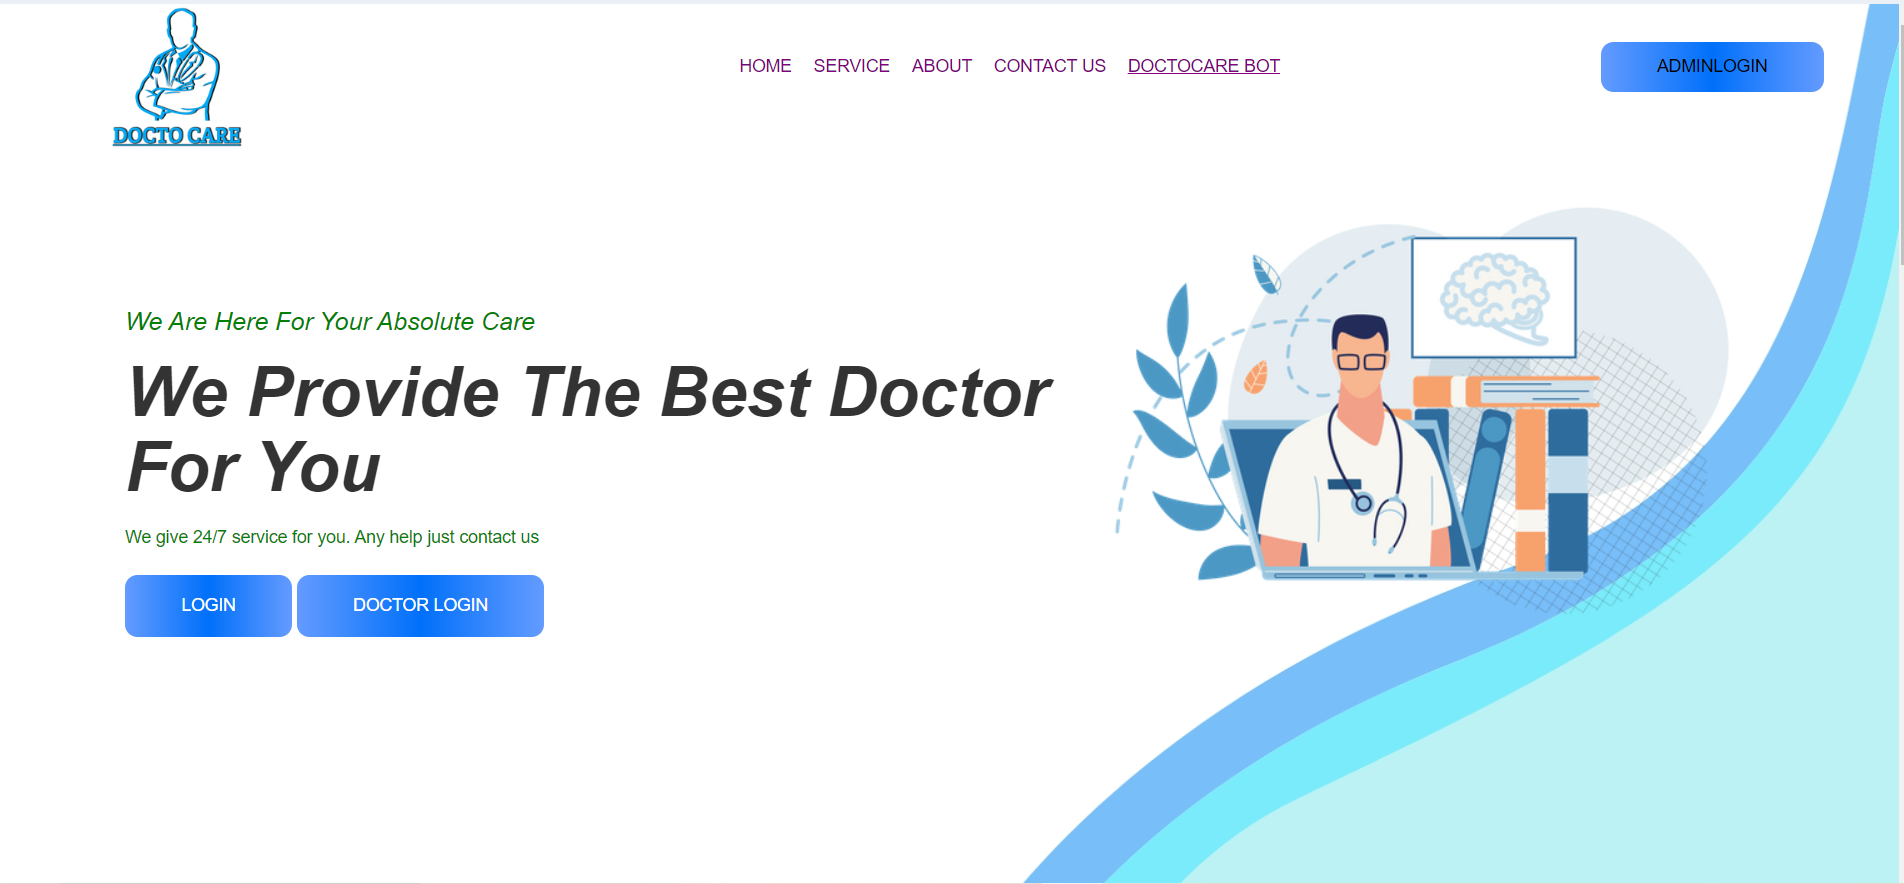 DOCTO CARE
HOME
SERVICE
ABOUT
CONTACT US
DOCTOCARE BOT
ADMINLOGIN
We Are Here For Your Absolute Care
We Provide The Best Doctor
For You
We give 24/7 service for you. Any help just contact us
LOGIN
DOCTOR LOGIN